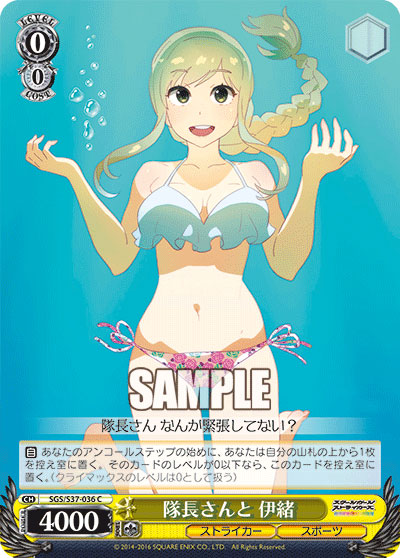 LEVEL
0
0
COST
SAMPLE
隊長さん なんが緊張してない？
自 あなたのアンコールステップの始めに、あなたは自分の山札の上から1枚
を控え室に置く。そのカードのレベルが0以下なら、このカードを控え室に
置く。（クライマックスのレベルは0として扱う）
CH SGS/S37-036 C
隊長さんと 伊緒
スクールガール
ストライカーズ
POWER
4000
ストライカー
スポーツ
© 2014-2016 SQUARE ENIX CO., LTD. All Rights Reserved.